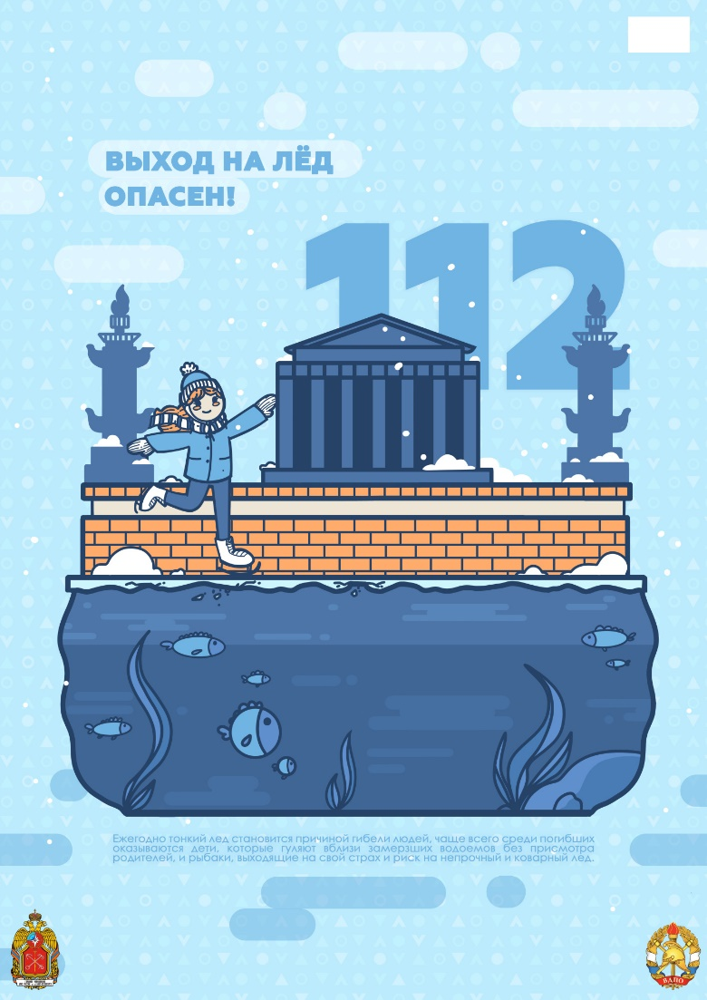 ВЫХОД НА ЛЁД
ОПАСЕН!
112
Ежегодно тонкий лед становится причиной гибели людей, чаще всего среди погибших
оказываются дети, которые гуляют вблизи замерзших водоемов без присмотра
родителей, и рыбаки, выходящие на свой страх и риск на непрочный и коварный лед.
ВДПО